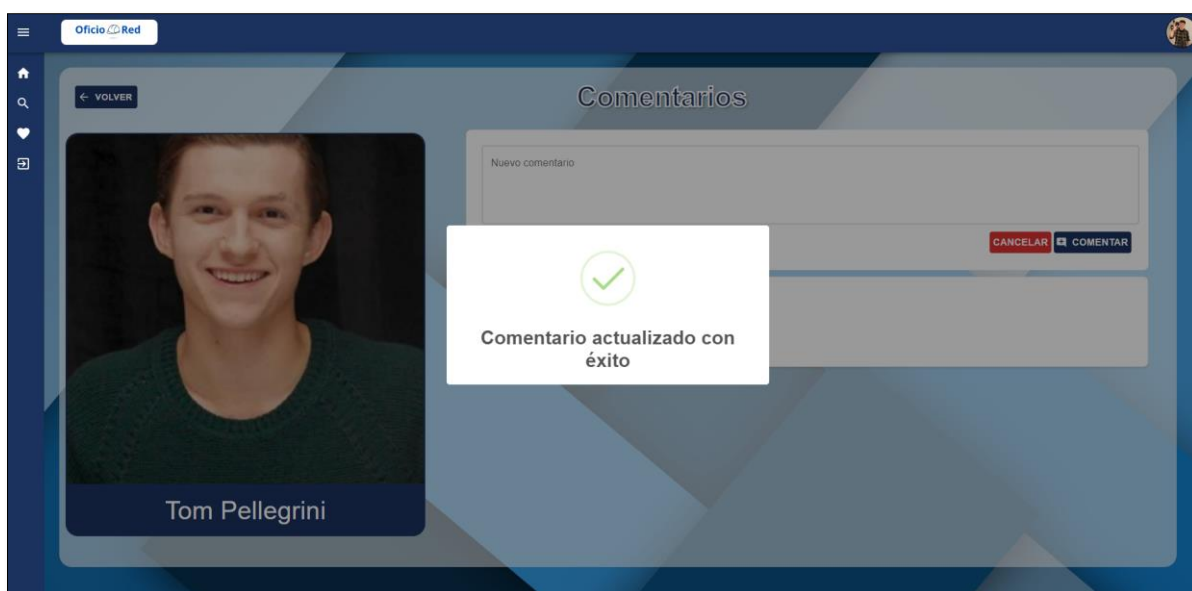 Oficio Red
VOLVER
Comentarios
Nuevo comentario
CANCELAR COMENTAR
Comentario actualizado con
éxito
Tom Pellegrini